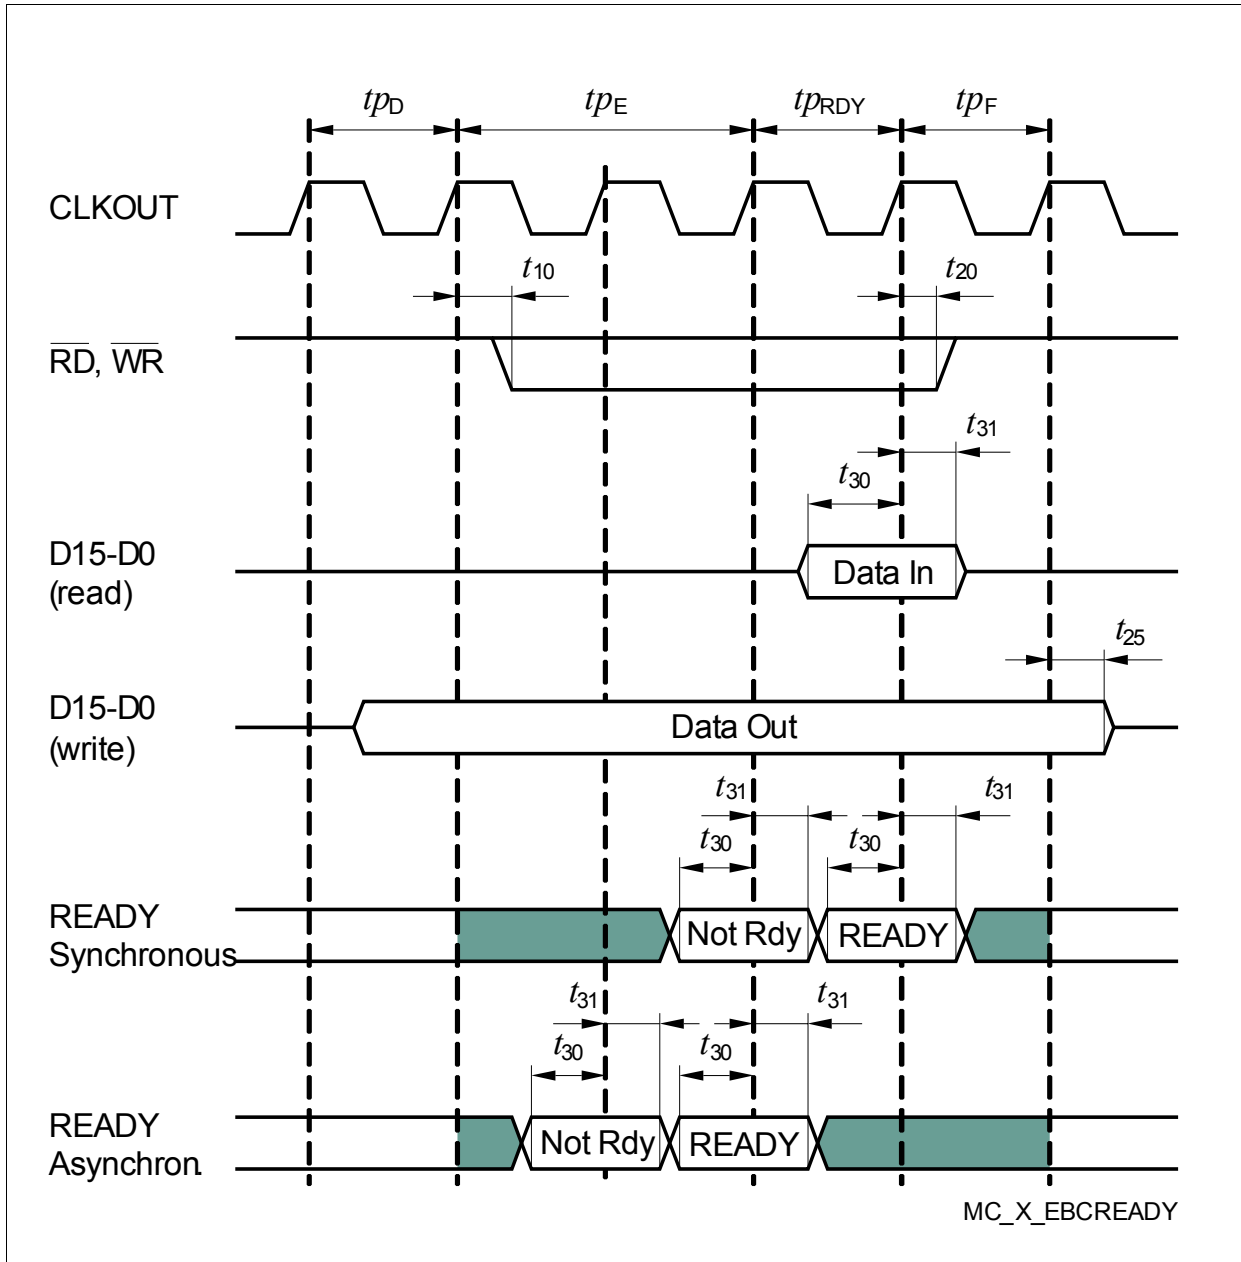 tpD tpE tpRDY tpF
CLKOUT
t10 t20
RD, WR
t31
t30
D15-D0
(read)
Data In
t25
D15-D0
(write)
Data Out
t31 t31
t30 t30
READY
Synchronous
Not Rdy READY
t31 t31
t30 t30
READY
Asynchron.
Not Rdy READY
MC_X_EBCREADY